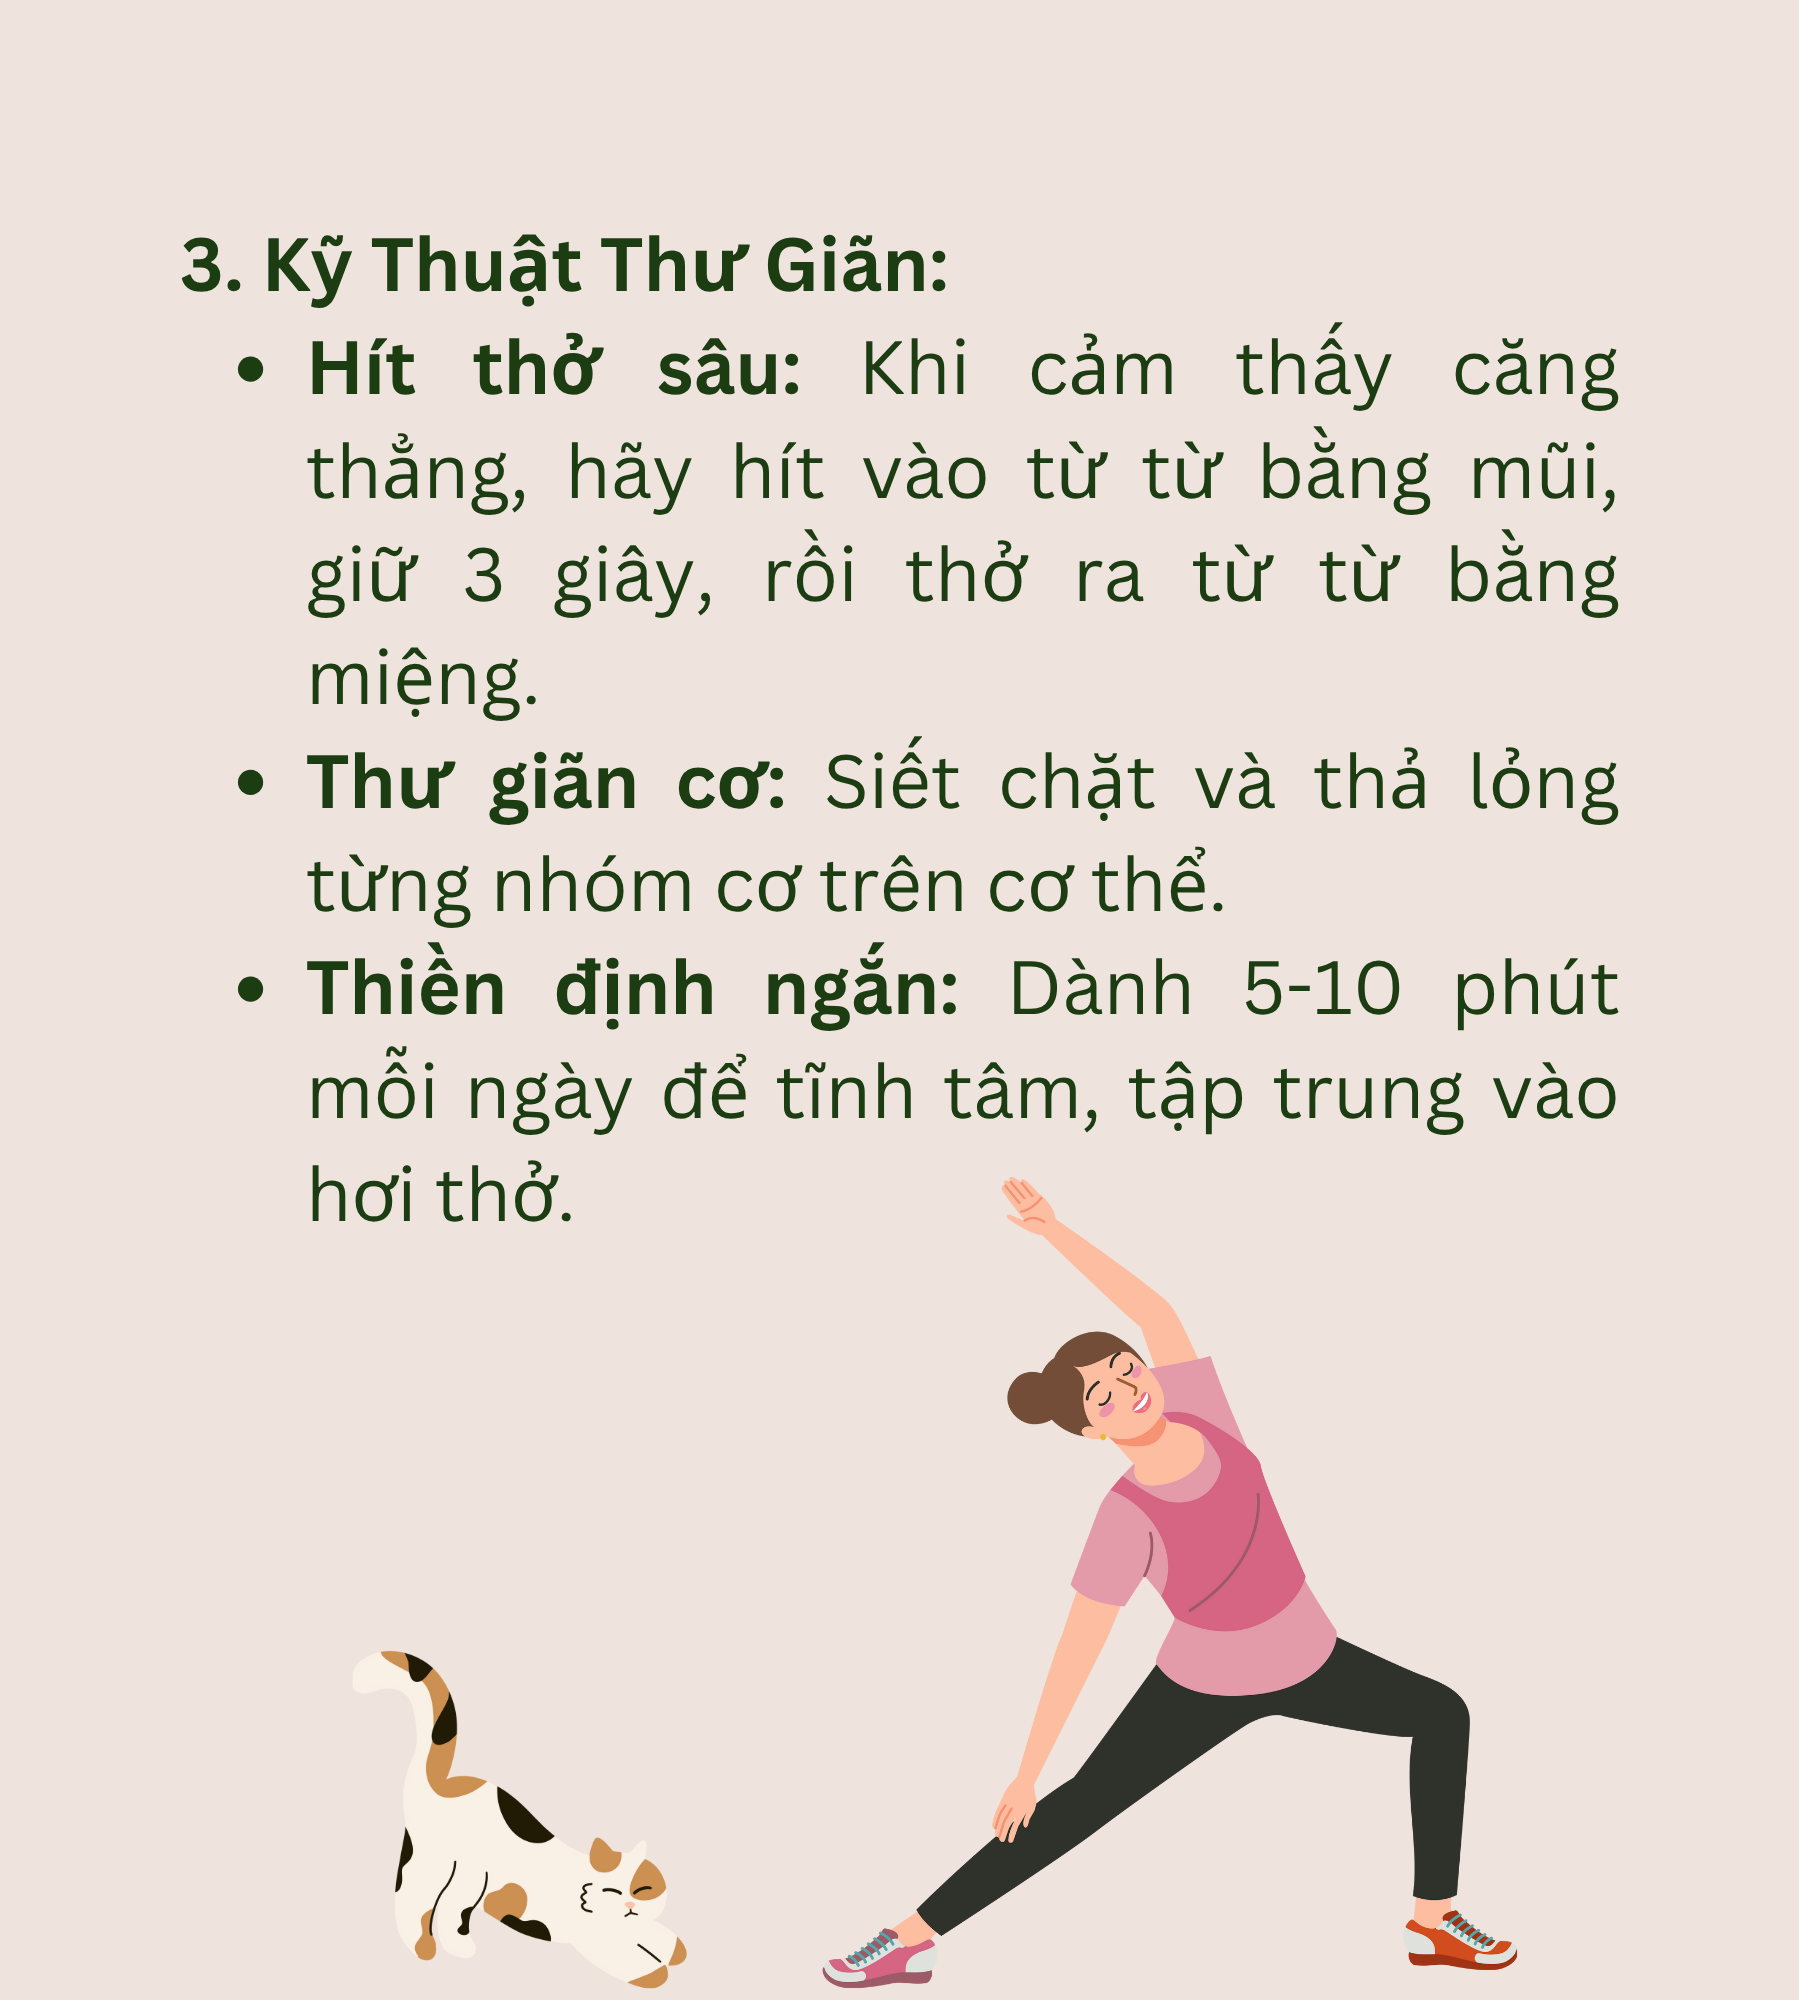 3. Kỹ Thuật Thư Giãn:
• Hít thở sâu: Khi cảm thấy căng
thẳng, hãy hít vào từ từ bằng mũi,
giữ 3 giây, rồi thở ra từ từ bằng
miệng.
• Thư giãn cơ: Siết chặt và thả lỏng
từng nhóm cơ trên cơ thể.
• Thiền định ngắn: Dành 5-10 phút
mỗi ngày để tĩnh tâm, tập trung vào
hơi thở.